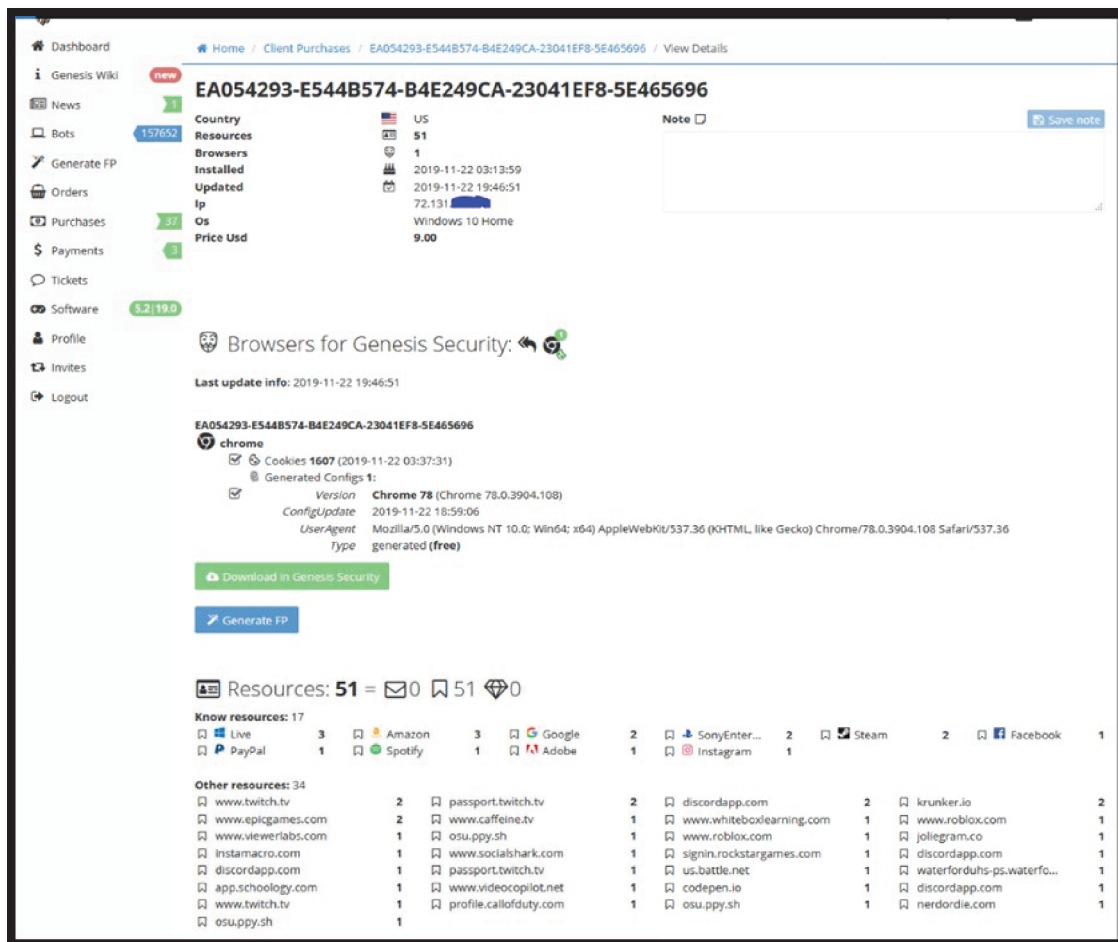 Dashboard
Genesis Wiki new
News 1
Bots 157652
Generate FP
Orders
Purchases 37
Payments 3
Tickets
Software 5.2|19.0
Profile
Invites
Logout
Home / Client Purchases / EA054293-E544B574-B4E249CA-23041EF8-5E465696 / View Details
EA054293-E544B574-B4E249CA-23041EF8-5E465696
Country US
Resources 51
Browsers 1
Installed 2019-11-22 03:13:59
Updated 2019-11-22 19:46:51
Ip 72.131.
Os Windows 10 Home
Price Usd 9.00
Note
Save note
Browsers for Genesis Security: 1
Last update info: 2019-11-22 19:46:51
EA054293-E544B574-B4E249CA-23041EF8-5E465696
chrome
Cookies 1607 (2019-11-22 03:37:31)
Generated Configs 1:
Version Chrome 78 (Chrome 78.0.3904.108)
ConfigUpdate 2019-11-22 18:59:06
UserAgent Mozilla/5.0 (Windows NT 10.0; Win64; x64) AppleWebKit/537.36 (KHTML, like Gecko) Chrome/78.0.3904.108 Safari/537.36
Type generated (free)
Download in Genesis Security
Generate FP
Resources: 51 = 0 51 0
Know resources: 17
Live 3 Amazon 3 Google 2 SonyEnter... 2 Steam 2 Facebook 1
PayPal 1 Spotify 1 Adobe 1 Instagram 1
Other resources: 34
www.twitch.tv 2 passport.twitch.tv 2 discordapp.com 2 krunker.io 2
www.epicgames.com 2 www.caffeine.tv 1 www.whiteboxlearning.com 1 www.roblox.com 1
www.viewerlabs.com 1 osu.ppy.sh 1 www.roblox.com 1 joliegram.co 1
instamacro.com 1 www.socialshark.com 1 signin.rockstargames.com 1 discordapp.com 1
discordapp.com 1 passport.twitch.tv 1 us.battle.net 1 waterforduhs-ps.waterfo... 1
app.schoology.com 1 www.videocopilot.net 1 codepen.io 1 discordapp.com 1
www.twitch.tv 1 profile.callofduty.com 1 osu.ppy.sh 1 nerdordie.com 1
osu.ppy.sh 1